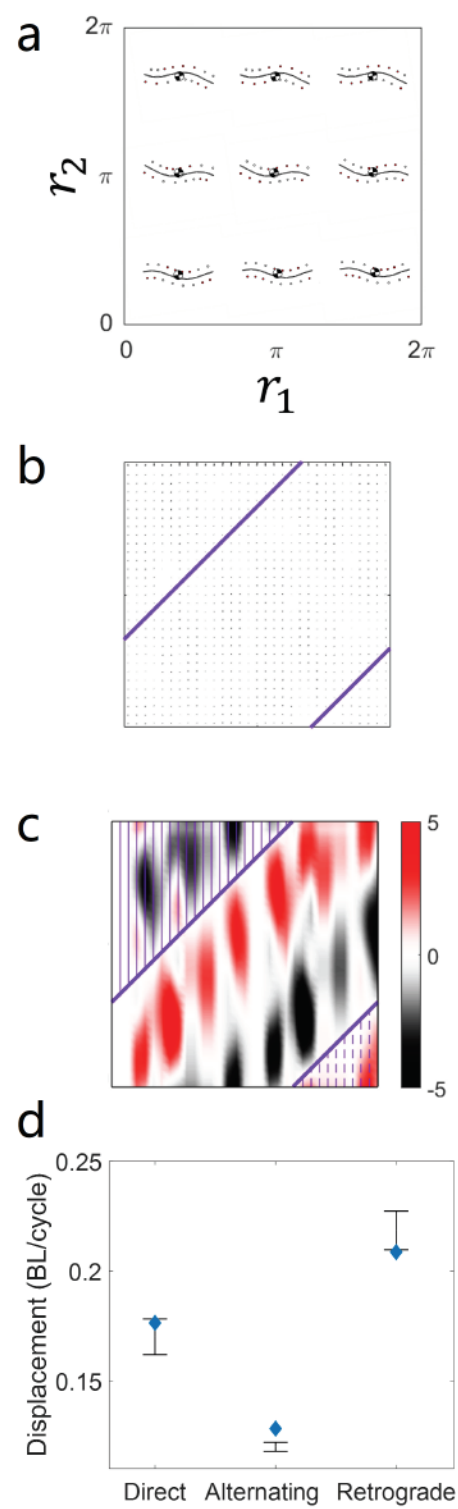 a
2π
r₂
π
0
0
π
2π
r₁
b
c
5
0
-5
d
0.25
0.2
0.15
Displacement (BL/cycle)
Direct
Alternating
Retrograde